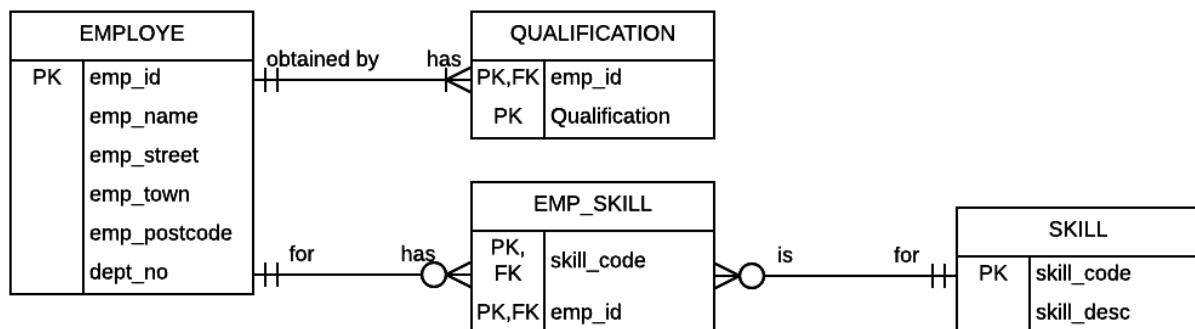 EMPLOYE
PK emp_id
emp_name
emp_street
emp_town
emp_postcode
dept_no
obtained by has
QUALIFICATION
PK,FK emp_id
PK Qualification
for has
EMP_SKILL
PK,
FK skill_code
PK,FK emp_id
is for
SKILL
PK skill_code
skill_desc